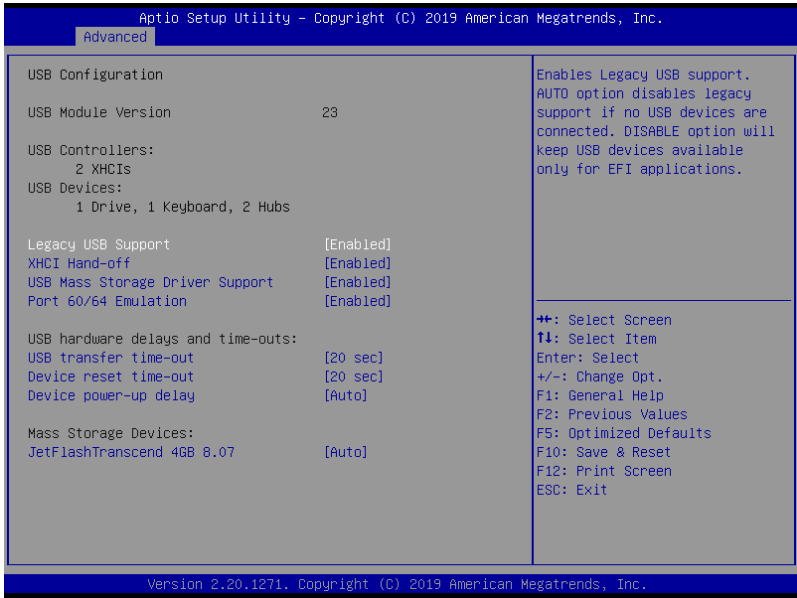 Aptio Setup Utility – Copyright (C) 2019 American Megatrends, Inc.
Advanced
USB Configuration
USB Module Version 23
USB Controllers:
2 XHCIs
USB Devices:
1 Drive, 1 Keyboard, 2 Hubs
Legacy USB Support [Enabled]
XHCI Hand-off [Enabled]
USB Mass Storage Driver Support [Enabled]
Port 60/64 Emulation [Enabled]
USB hardware delays and time-outs:
USB transfer time-out [20 sec]
Device reset time-out [20 sec]
Device power-up delay [Auto]
Mass Storage Devices:
JetFlashTranscend 4GB 8.07 [Auto]
Enables Legacy USB support.
AUTO option disables legacy
support if no USB devices are
connected. DISABLE option will
keep USB devices available
only for EFI applications.
→←: Select Screen
↑↓: Select Item
Enter: Select
+/-: Change Opt.
F1: General Help
F2: Previous Values
F5: Optimized Defaults
F10: Save & Reset
F12: Print Screen
ESC: Exit
Version 2.20.1271. Copyright (C) 2019 American Megatrends, Inc.